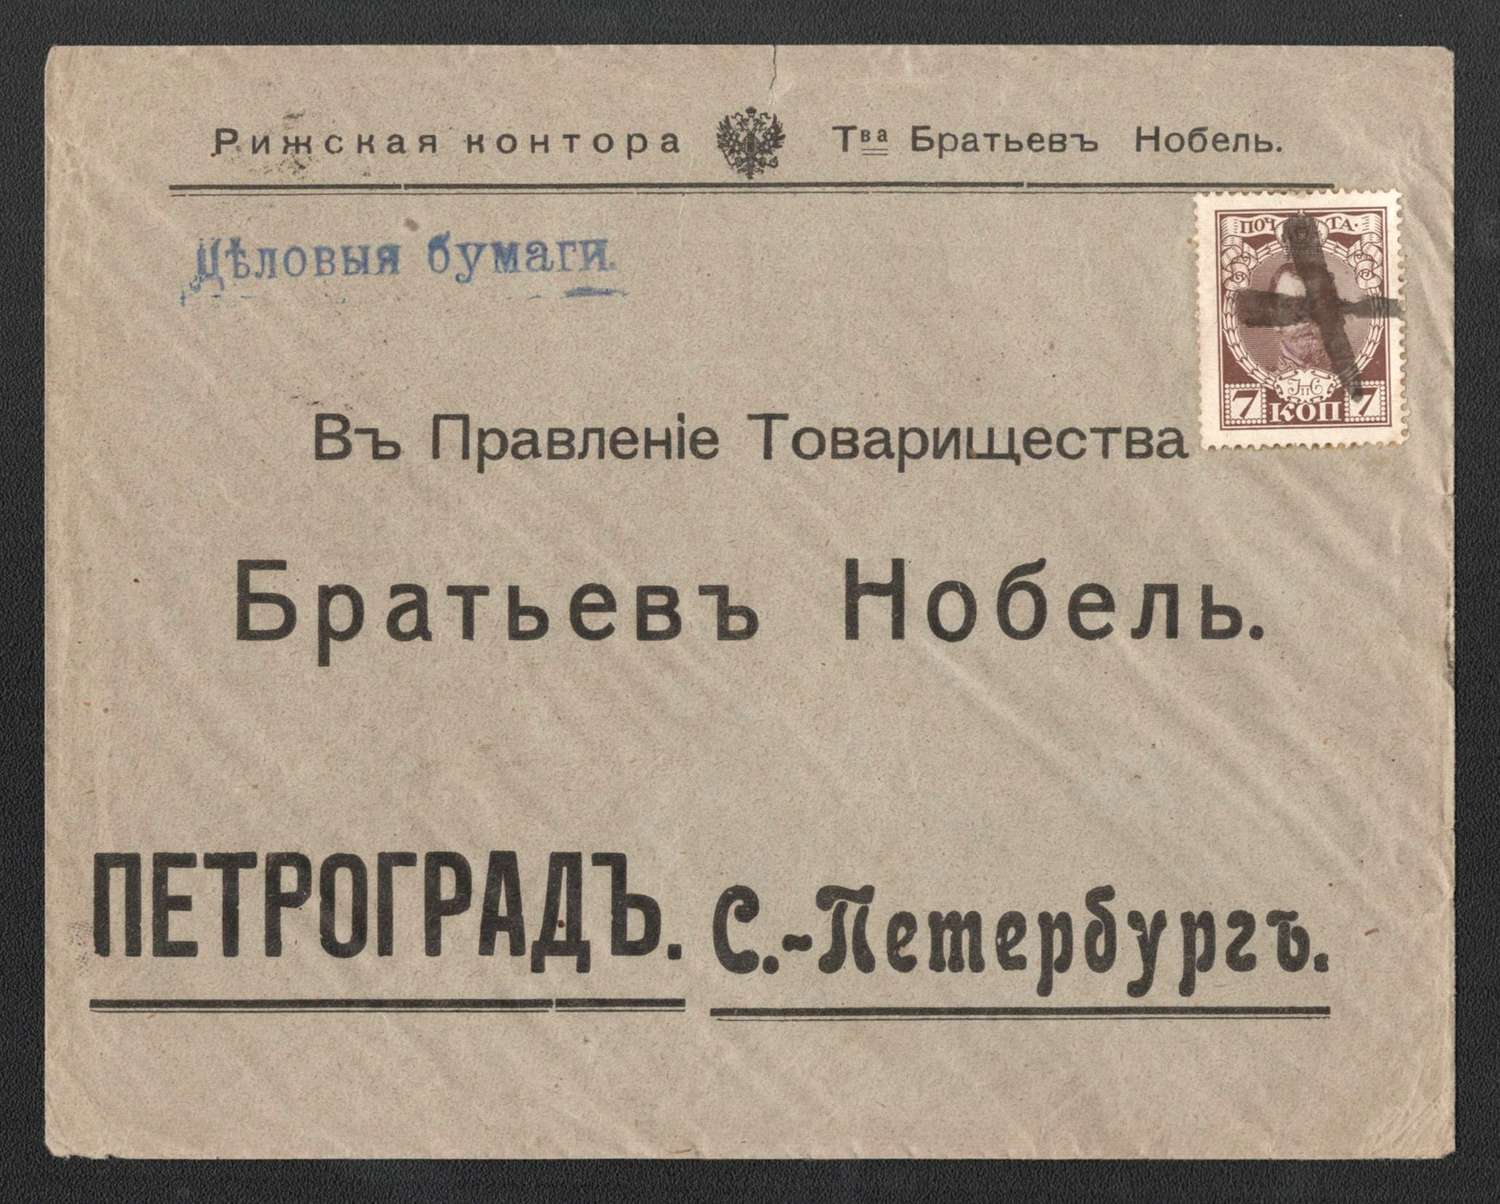 Рижская контора Тва Братьевъ Нобель.
Дѣловыя бумаги.
ПОЧТА.
7 КОП 7
Въ Правленіе Товарищества
Братьевъ Нобель.
ПЕТРОГРАДЪ. С.-Петербургъ.